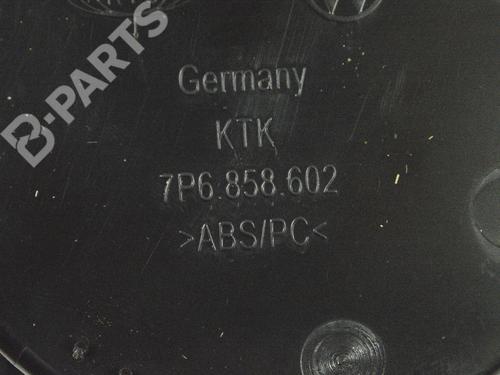 B-PARTS
Germany
KTK
7P6.858.602
>ABS/PC<